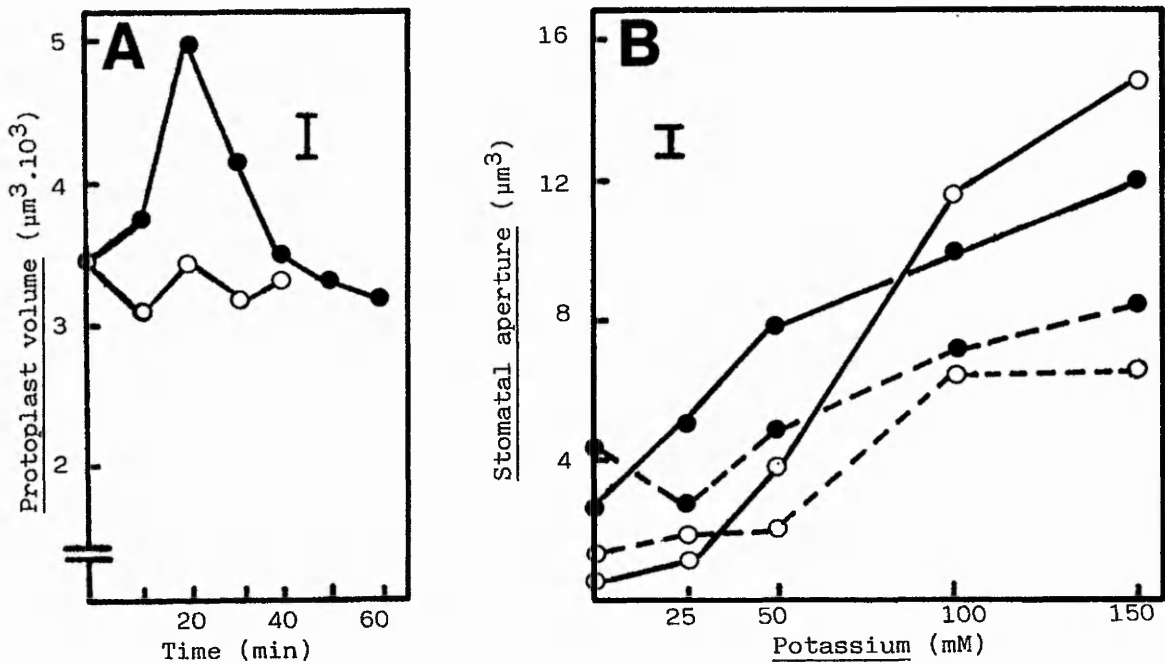 A
Protoplast volume (μm³.10³)
5
4
3
2
20 40 60
Time (min)
B
Stomatal aperture (μm³)
16
12
8
4
25 50 100 150
Potassium (mM)